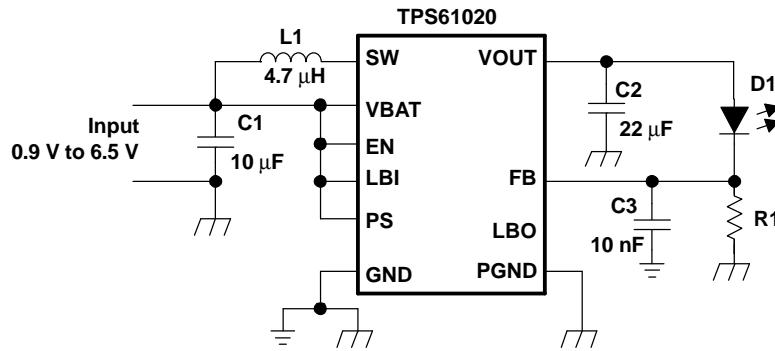 TPS61020
L1
4.7 μH
SW
VOUT
VBAT
EN
LBI
PS
GND
FB
LBO
PGND
Input
0.9 V to 6.5 V
C1
10 μF
C2
22 μF
D1
C3
10 nF
R1